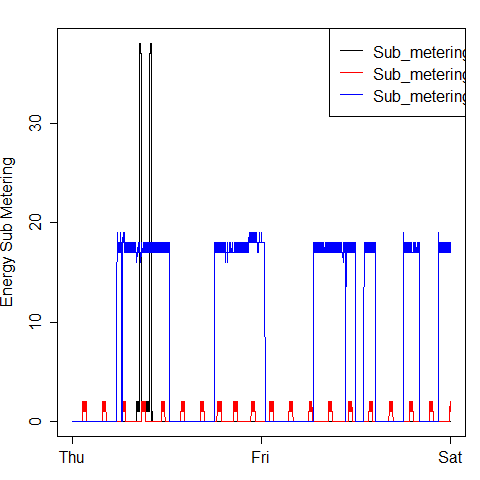 Energy Sub Metering
30
20
10
0
Sub_metering
Sub_metering
Sub_metering
Thu Fri Sat